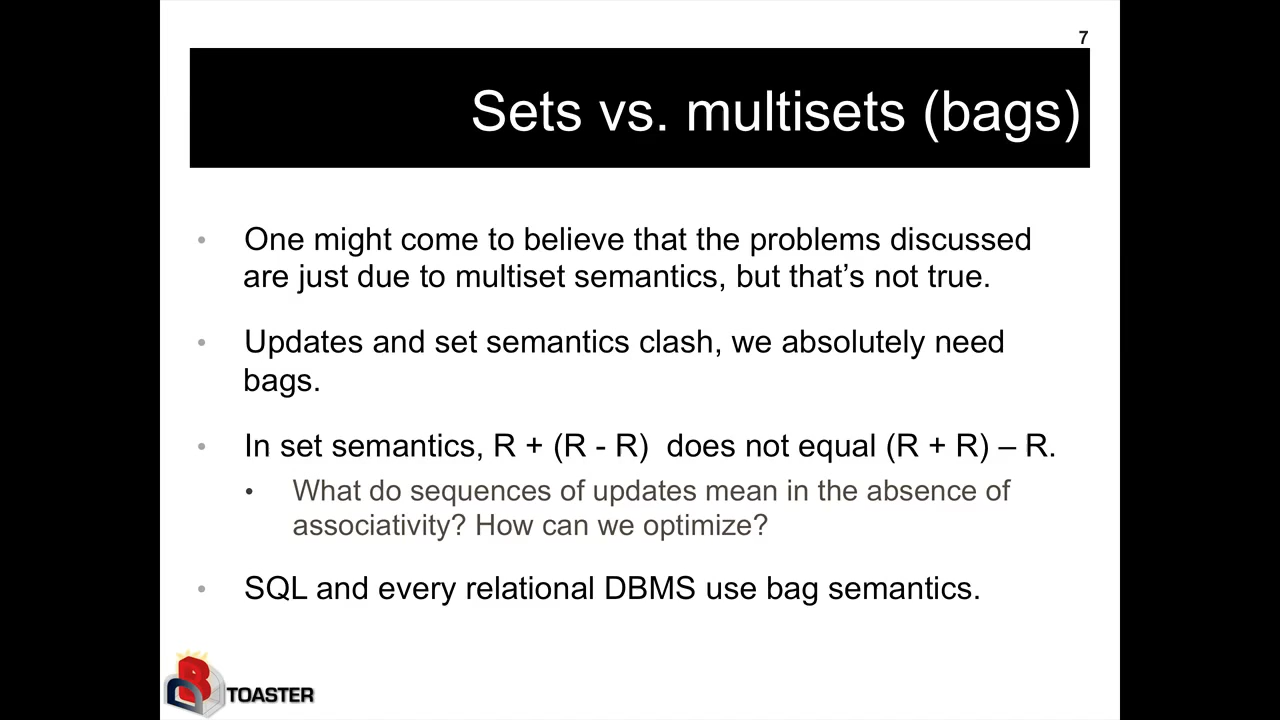 7
Sets vs. multisets (bags)
• One might come to believe that the problems discussed
are just due to multiset semantics, but that’s not true.
• Updates and set semantics clash, we absolutely need
bags.
• In set semantics, R + (R - R)  does not equal (R + R) – R.
• What do sequences of updates mean in the absence of
associativity? How can we optimize?
• SQL and every relational DBMS use bag semantics.
DB TOASTER